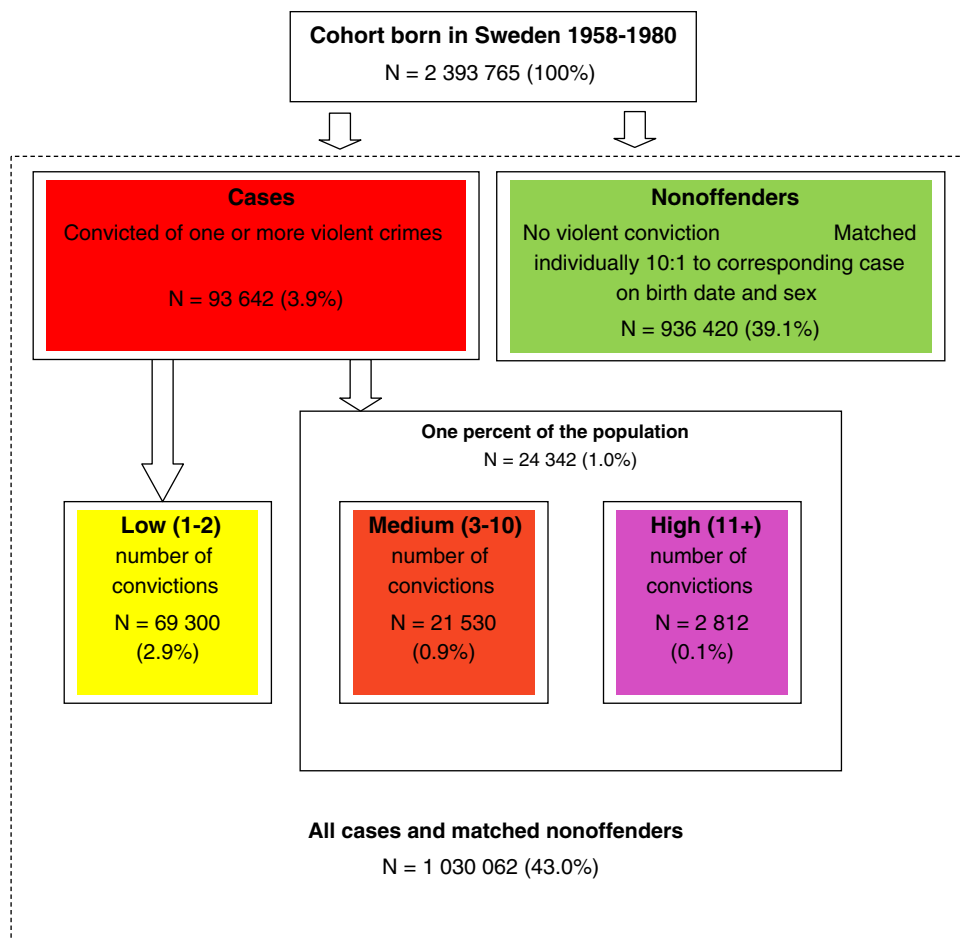 Cohort born in Sweden 1958-1980
N = 2 393 765 (100%)
Cases
Convicted of one or more violent crimes
N = 93 642 (3.9%)
Nonoffenders
No violent conviction Matched
individually 10:1 to corresponding case
on birth date and sex
N = 936 420 (39.1%)
One percent of the population
N = 24 342 (1.0%)
Low (1-2)
number of
convictions
N = 69 300
(2.9%)
Medium (3-10)
number of
convictions
N = 21 530
(0.9%)
High (11+)
number of
convictions
N = 2 812
(0.1%)
All cases and matched nonoffenders
N = 1 030 062 (43.0%)